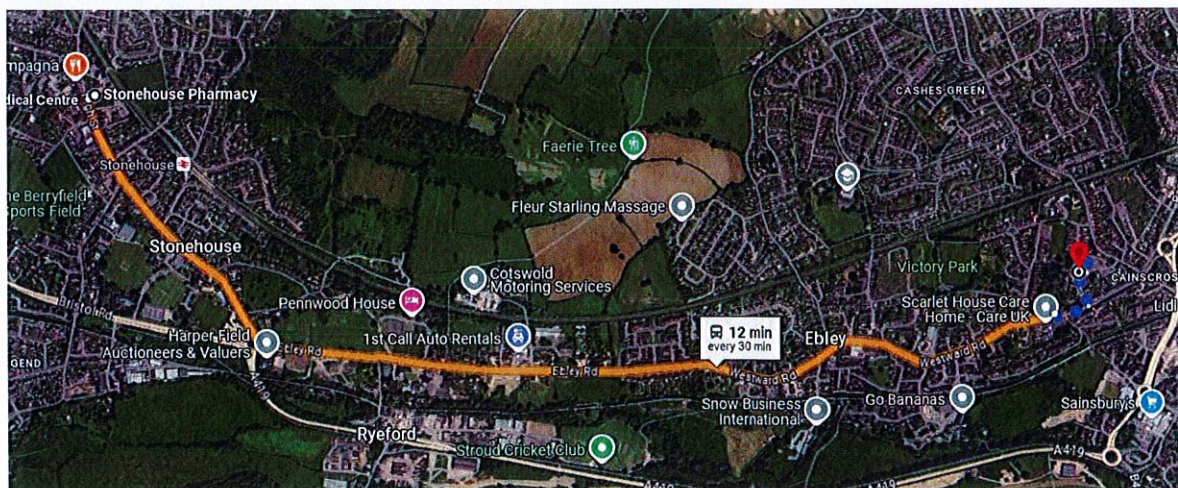 mpagna
dical Centre
Stonehouse Pharmacy
Stonehouse
he Berryfield
Sports Field
Stonehouse
Bristol Rd
GEND
Harper Field
Auctioneers & Valuers
A419
Ebley Rd
Pennwood House
Cotswold
Motoring Services
1st Call Auto Rentals
Ebley Rd
Ryeford
Stroud Cricket Club
A419
Faerie Tree
Fleur Starling Massage
CASHES GREEN
12 min
every 30 min
Westward Rd
Ebley
Snow Business
International
Go Bananas
Westward Rd
Victory Park
Scarlet House Care
Home - Care UK
CAINSCROS
Lidl
Sainsbury's
A419
B4